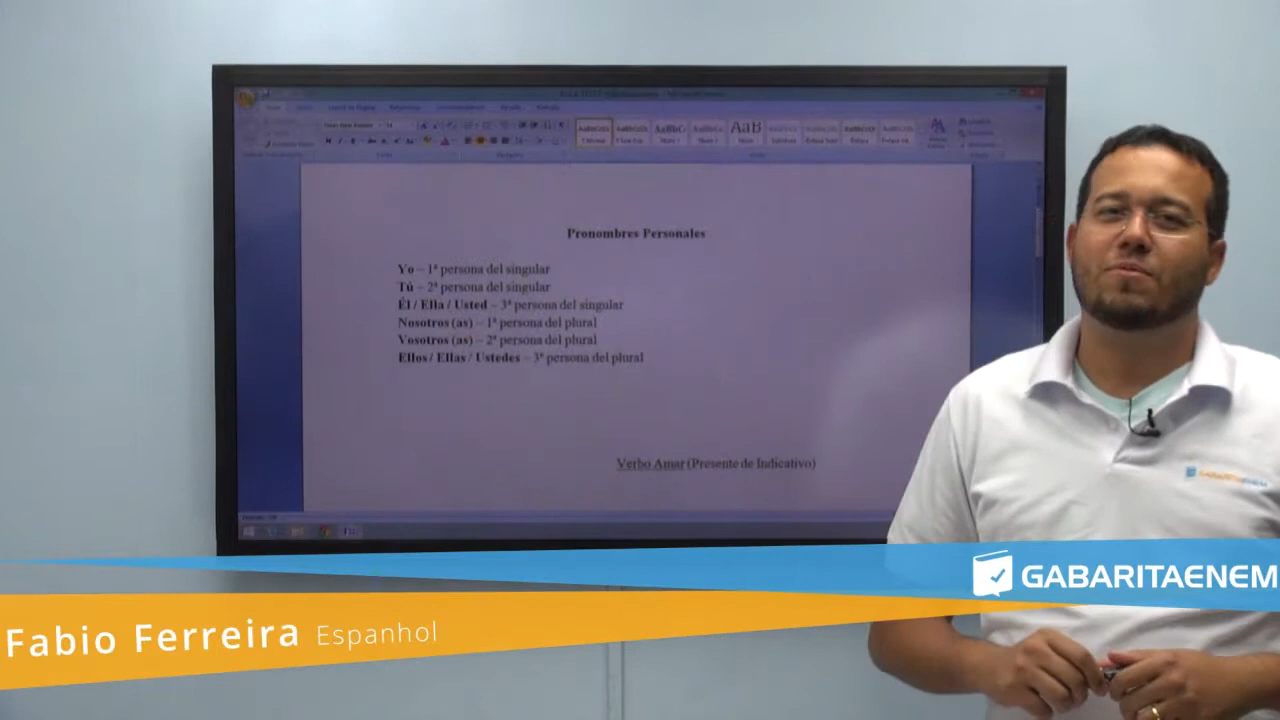 Pronombres Personales
Yo – 1ª persona del singular
Tú – 2ª persona del singular
Él / Ella / Usted – 3ª persona del singular
Nosotros (as) – 1ª persona del plural
Vosotros (as) – 2ª persona del plural
Ellos / Ellas / Ustedes – 3ª persona del plural
Verbo Amar (Presente de Indicativo)
GABARITAENEM
Fabio Ferreira Espanhol